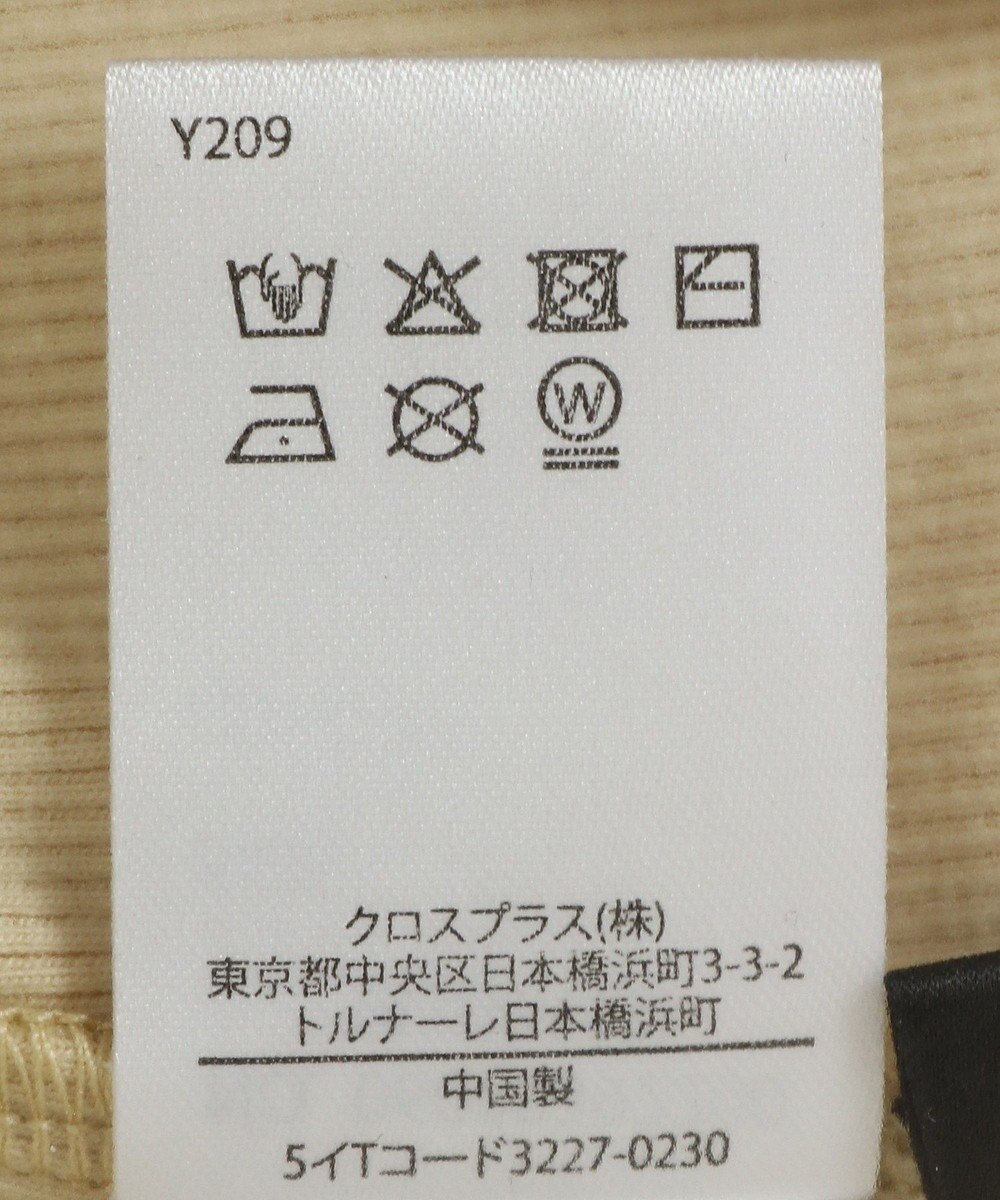 Y209
W
クロスプラス(株)
東京都中央区日本橋浜町3-3-2
トルナーレ日本橋浜町
中国製
5イTコード3227-0230